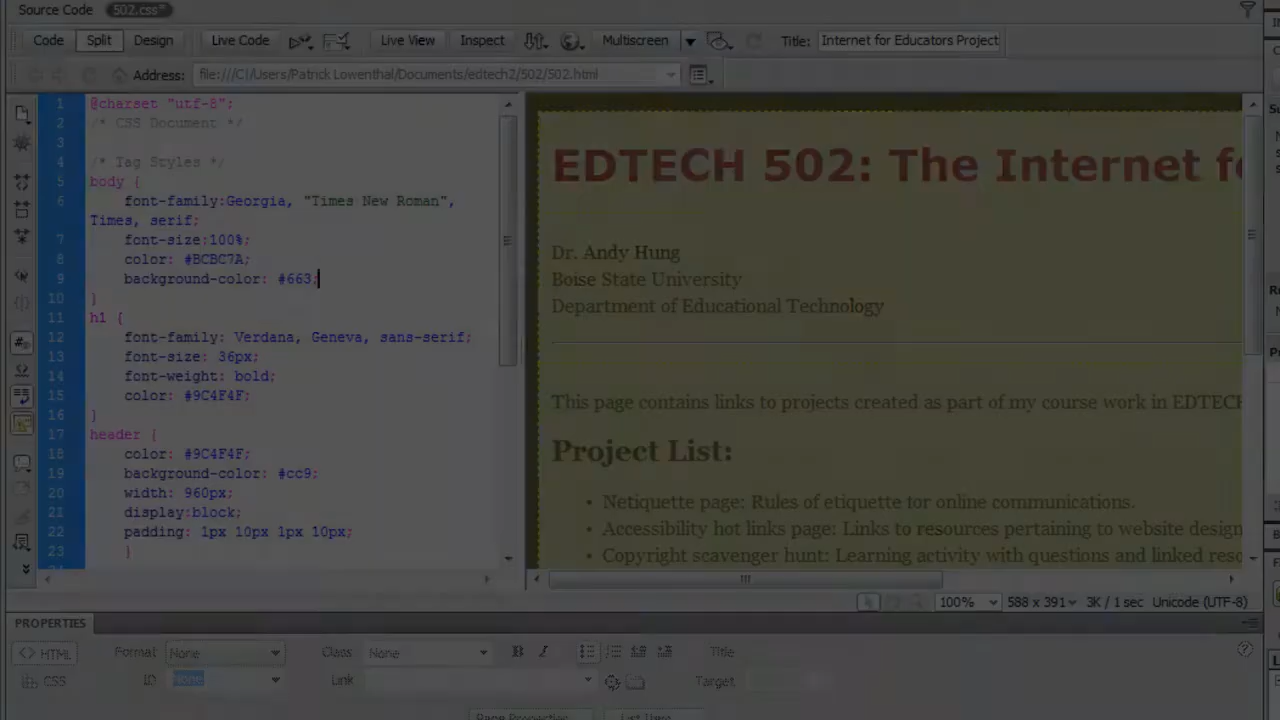 Source Code 502.css*
Code Split Design Live Code Live View Inspect Multiscreen Title: Internet for Educators Project
Address: file:///C|/Users/Patrick Lowenthal/Documents/edtech2/502/502.html
1 @charset "utf-8";
2 /* CSS Document */
3
4 /* Tag Styles */
5 body {
6 font-family:Georgia, "Times New Roman",
Times, serif;
7 font-size:100%;
8 color: #BCBC7A;
9 background-color: #663;
10 }
11 h1 {
12 font-family: Verdana, Geneva, sans-serif;
13 font-size: 36px;
14 font-weight: bold;
15 color: #9C4F4F;
16 }
17 header {
18 color: #9C4F4F;
19 background-color: #cc9;
20 width: 960px;
21 display:block;
22 padding: 1px 10px 1px 10px;
23 }
EDTECH 502: The Internet fo
Dr. Andy Hung
Boise State University
Department of Educational Technology
This page contains links to projects created as part of my course work in EDTECH
Project List:
• Netiquette page: Rules of etiquette for online communications.
• Accessibility hot links page: Links to resources pertaining to website design
• Copyright scavenger hunt: Learning activity with questions and linked reso
100% 588 x 391 3K / 1 sec Unicode (UTF-8)
PROPERTIES
<> HTML Format None Class None B I Title
CSS ID None Link Target
Page Properties... List Item...